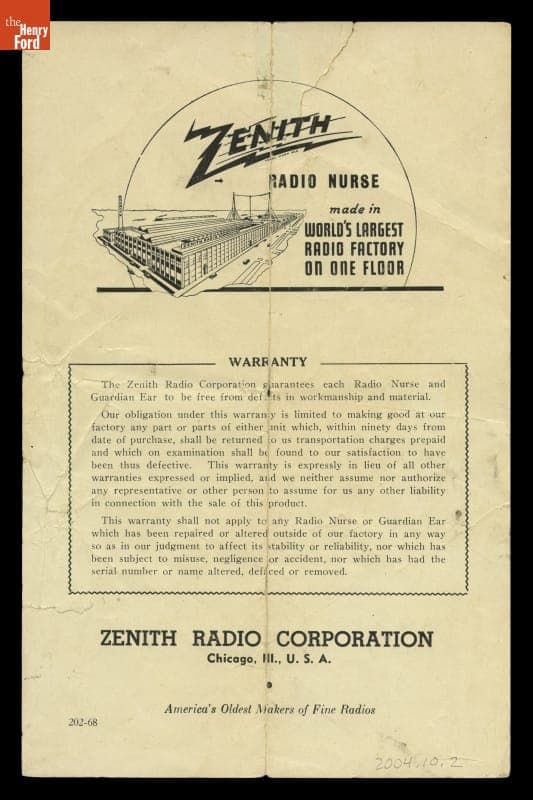 the
Henry
Ford
ZENITH
RADIO NURSE
made in
WORLD'S LARGEST
RADIO FACTORY
ON ONE FLOOR
WARRANTY
The Zenith Radio Corporation guarantees each Radio Nurse and
Guardian Ear to be free from defects in workmanship and material.
Our obligation under this warranty is limited to making good at our
factory any part or parts of either unit which, within ninety days from
date of purchase, shall be returned to us transportation charges prepaid
and which on examination shall be found to our satisfaction to have
been thus defective. This warranty is expressly in lieu of all other
warranties expressed or implied, and we neither assume nor authorize
any representative or other person to assume for us any other liability
in connection with the sale of this product.
This warranty shall not apply to any Radio Nurse or Guardian Ear
which has been repaired or altered outside of our factory in any way
so as in our judgment to affect its stability or reliability, nor which has
been subject to misuse, negligence or accident, nor which has had the
serial number or name altered, defaced or removed.
ZENITH RADIO CORPORATION
Chicago, Ill., U. S. A.
America's Oldest Makers of Fine Radios
202-68
2004.10.2